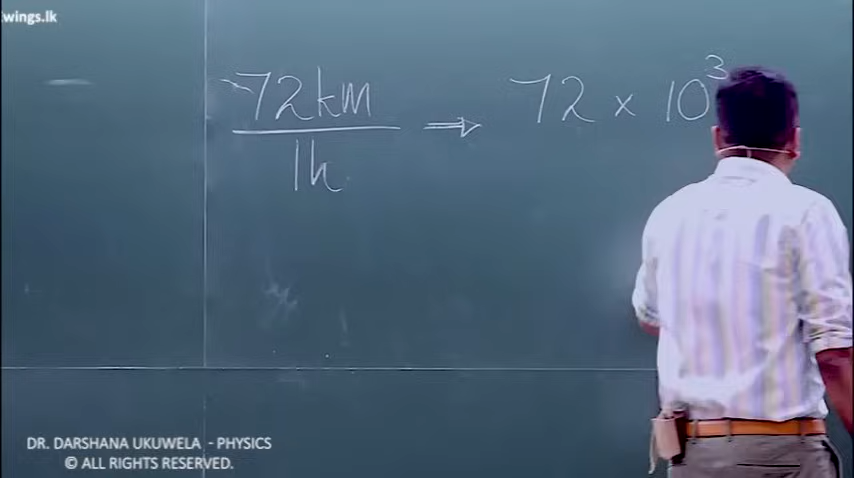 wings.lk
72km ⇒ 72 × 10³
1h
DR. DARSHANA UKUWELA - PHYSICS
© ALL RIGHTS RESERVED.